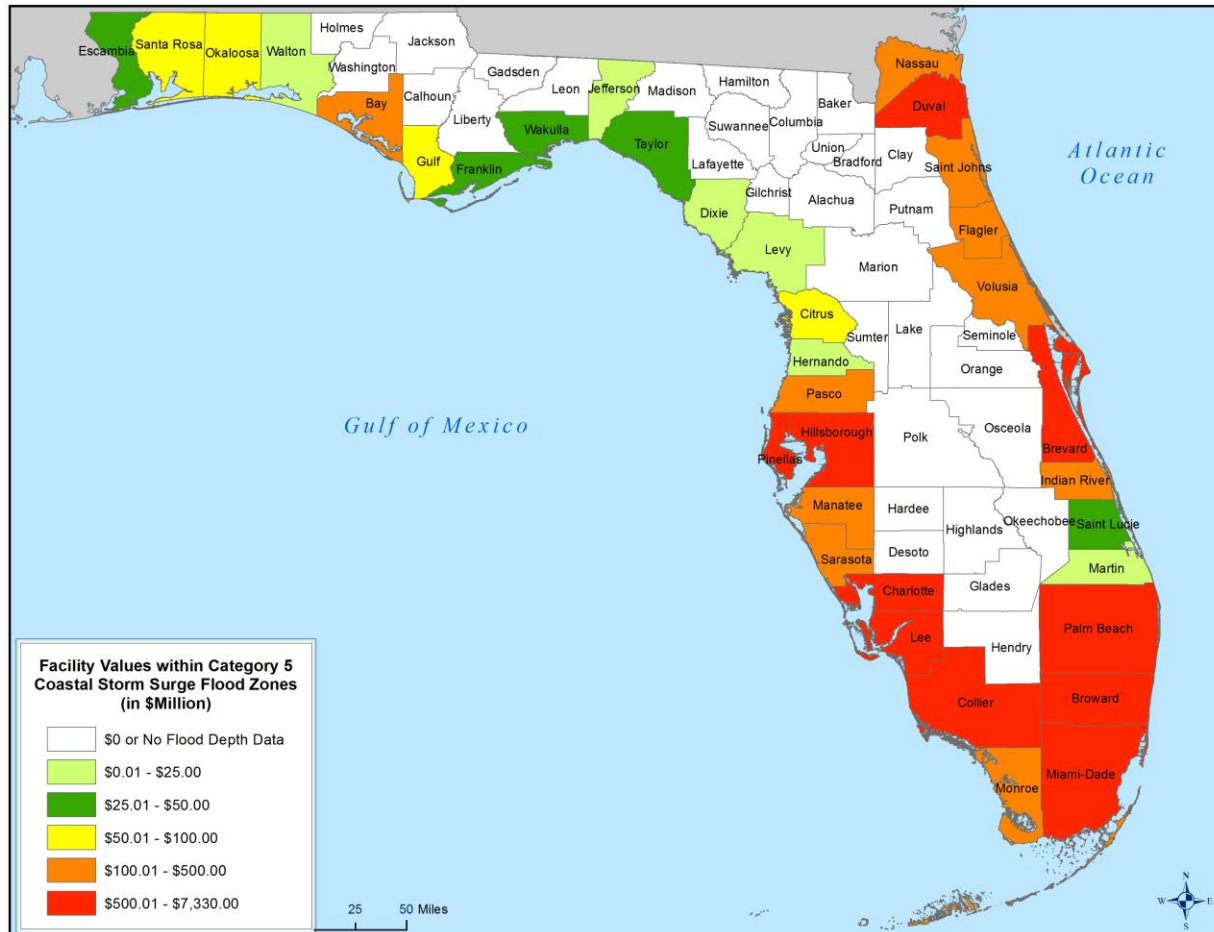 Escambia
Santa Rosa
Okaloosa
Walton
Holmes
Washington
Jackson
Bay
Calhoun
Gulf
Liberty
Gadsden
Leon
Franklin
Wakulla
Jefferson
Madison
Taylor
Hamilton
Suwannee
Lafayette
Columbia
Baker
Union
Bradford
Gilchrist
Alachua
Dixie
Levy
Nassau
Duval
Clay
Saint Johns
Putnam
Flagler
Marion
Volusia
Citrus
Sumter
Lake
Seminole
Orange
Hernando
Pasco
Pinellas
Hillsborough
Polk
Osceola
Brevard
Indian River
Manatee
Hardee
Highlands
Okeechobee
Saint Lucie
Sarasota
Desoto
Martin
Charlotte
Glades
Lee
Hendry
Palm Beach
Collier
Broward
Monroe
Miami-Dade
Atlantic
Ocean
Gulf of Mexico
Facility Values within Category 5
Coastal Storm Surge Flood Zones
(in $Million)
$0 or No Flood Depth Data
$0.01 - $25.00
$25.01 - $50.00
$50.01 - $100.00
$100.01 - $500.00
$500.01 - $7,330.00
25 50 Miles
N
W E
S